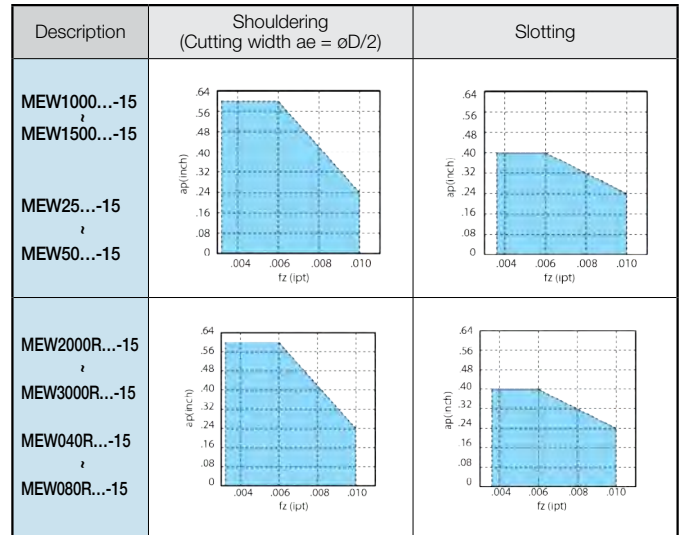 Description
Shouldering
(Cutting width ae = øD/2)
Slotting
MEW1000...-15
~
MEW1500...-15
MEW25...-15
~
MEW50...-15
ap(inch)
.64
.56
.48
.40
.32
.24
.16
.08
0
.004 .006 .008 .010
fz (ipt)
ap(inch)
.64
.56
.48
.40
.32
.24
.16
.08
0
.004 .006 .008 .010
fz (ipt)
MEW2000R...-15
~
MEW3000R...-15
MEW040R...-15
~
MEW080R...-15
ap(inch)
.64
.56
.48
.40
.32
.24
.16
.08
0
.004 .006 .008 .010
fz (ipt)
ap(inch)
.64
.56
.48
.40
.32
.24
.16
.08
0
.004 .006 .008 .010
fz (ipt)